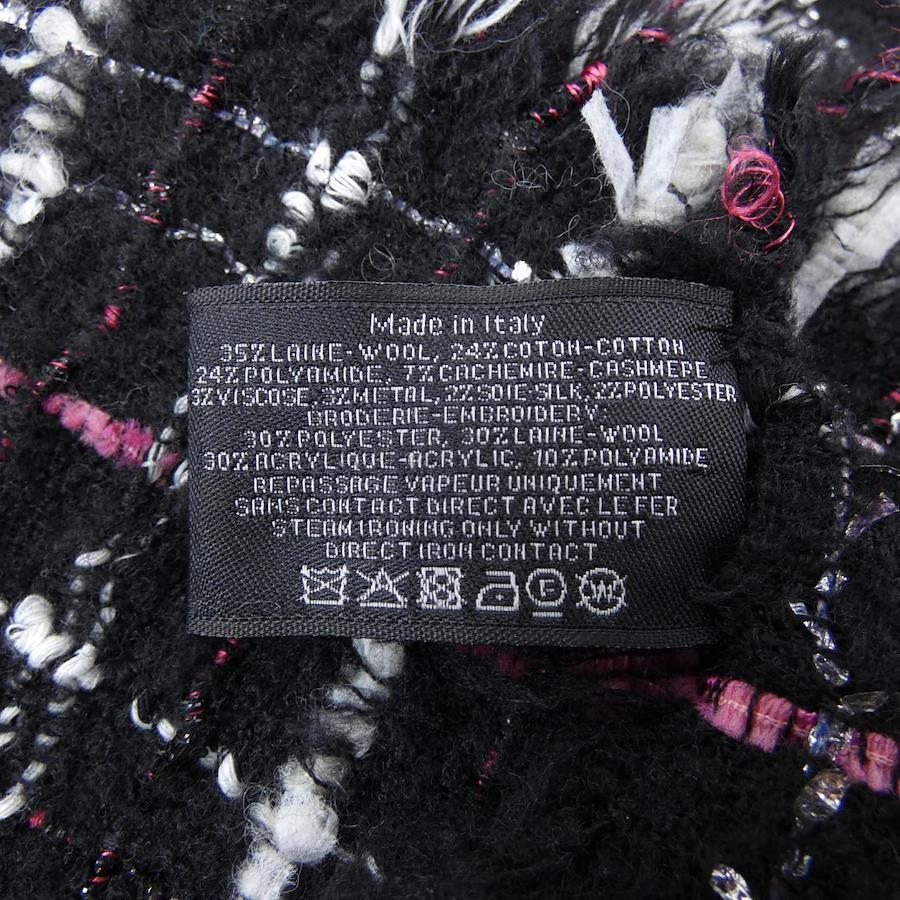 Made in Italy
35%LAINE-WOOL, 24%COTON-COTTON
24%POLYAMIDE, 7%CACHEMIRE-CASHMERE
3%VISCOSE, 3%METAL, 2%SOIE-SILK, 2%POLYESTER
BRODERIE-EMBROIDERY:
30%POLYESTER, 30%LAINE-WOOL
30%ACRYLIQUE-ACRYLIC, 10%POLYAMIDE
REPASSAGE VAPEUR UNIQUEMENT
SANS CONTACT DIRECT AVEC LE FER
STEAM IRONING ONLY WITHOUT
DIRECT IRON CONTACT
P W